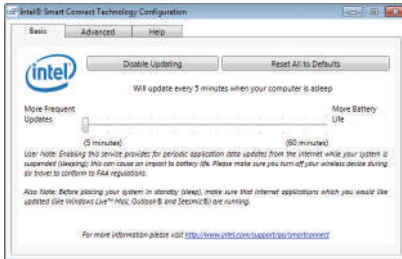 Intel® Smart Connect Technology Configuration
Basic Advanced Help
intel
Disable Updating Reset All to Defaults
Will update every 5 minutes when your computer is asleep
More Frequent Updates
More Battery Life
(5 minutes) (60 minutes)
User Note: Enabling this service provides for periodic application data updates from the internet while your system is
suspended (sleeping); this can cause an impact to battery life. Please make sure you turn off your wireless device during
air travel to conform to FAA regulations.
Also Note: Before placing your system in standby (sleep), make sure that internet applications which you would like
updated (like Windows Live™ Mail, Outlook® and Seesmic®) are running.
For more information please visit http://www.intel.com/support/go/smartconnect